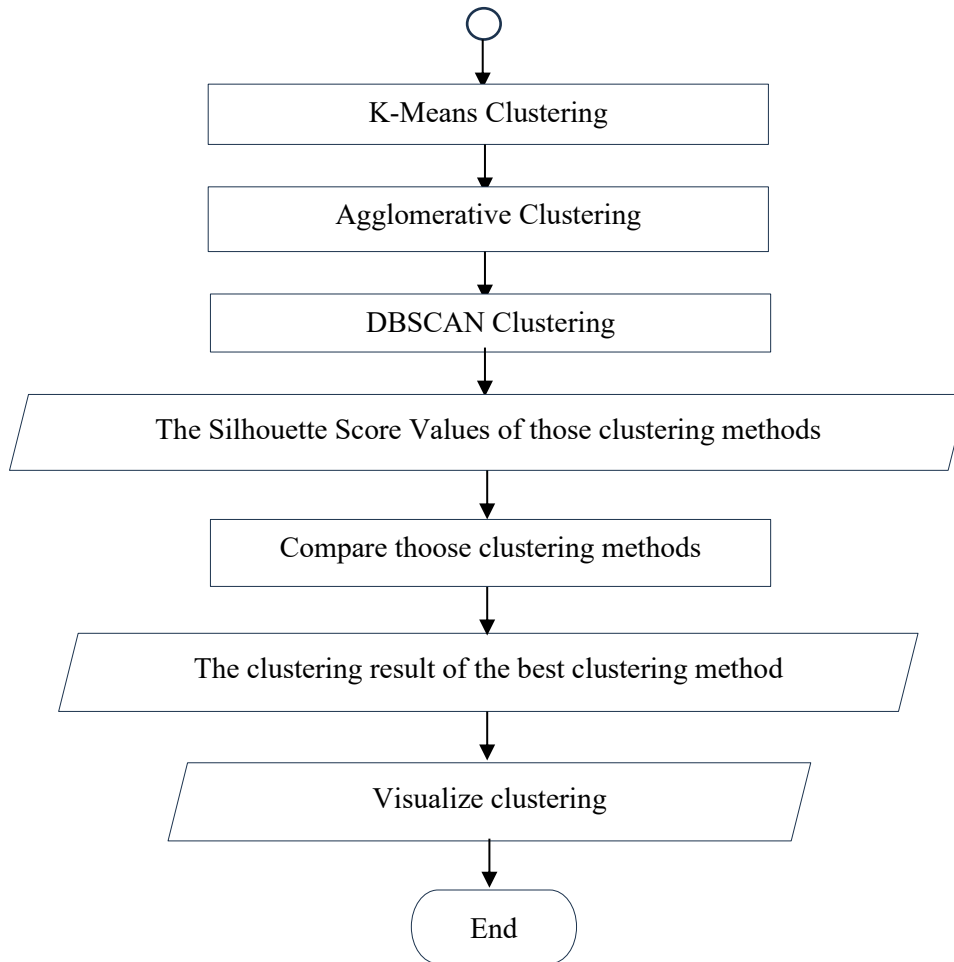 K-Means Clustering
Agglomerative Clustering
DBSCAN Clustering
The Silhouette Score Values of those clustering methods
Compare thoose clustering methods
The clustering result of the best clustering method
Visualize clustering
End